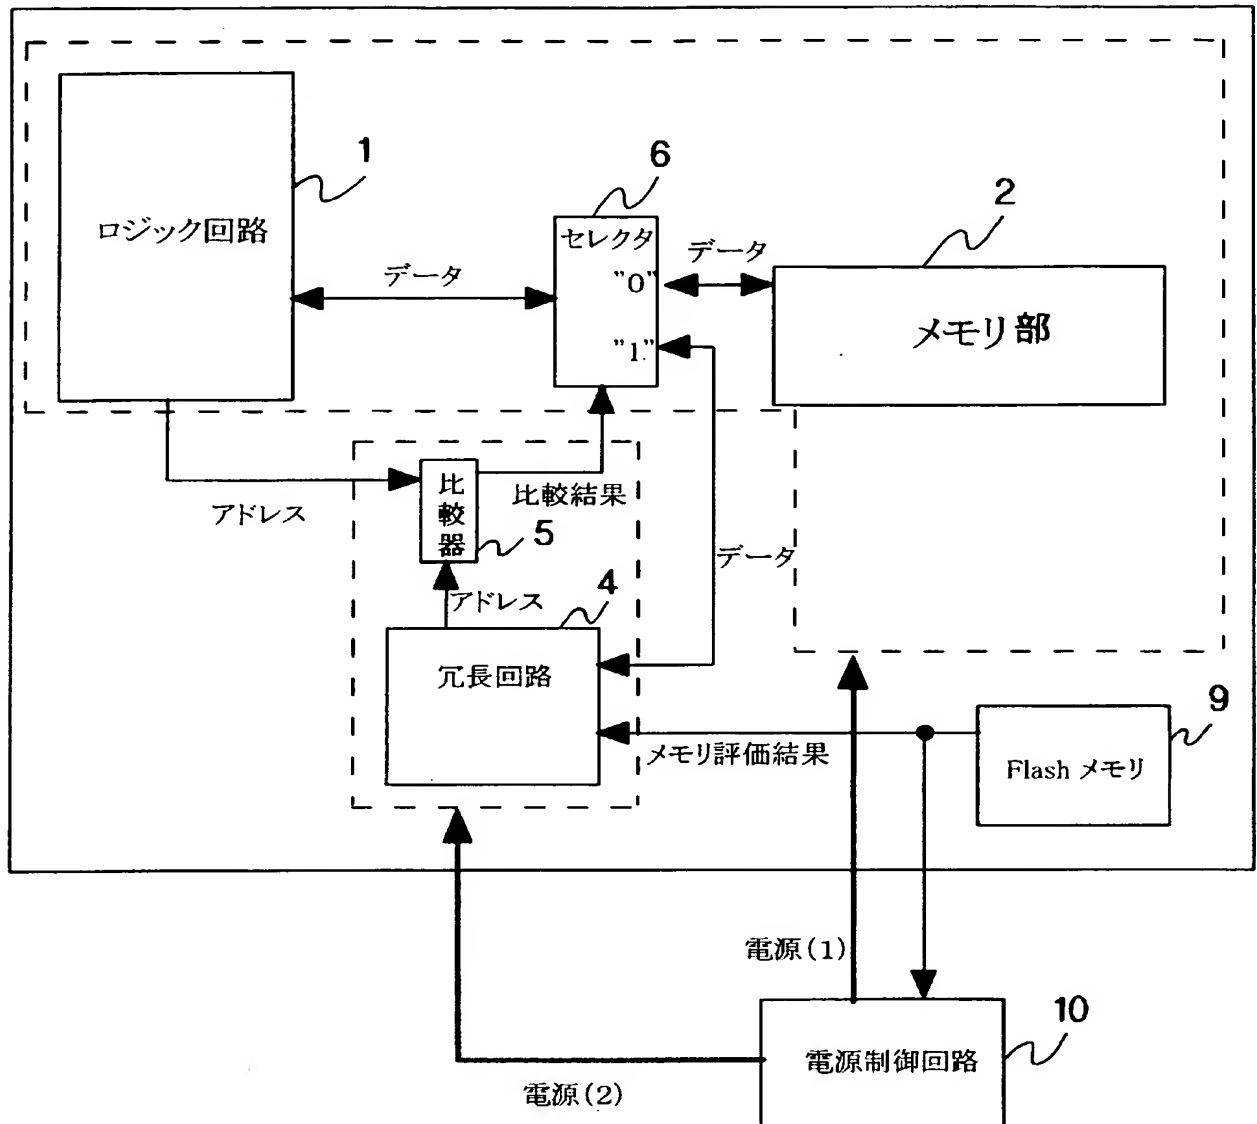 1
ロジック回路
データ
6
セレクタ
"0"
"1"
データ
2
メモリ部
アドレス
比較器
5
比較結果
データ
アドレス
4
冗長回路
メモリ評価結果
9
Flash メモリ
電源(1)
電源(2)
10
電源制御回路